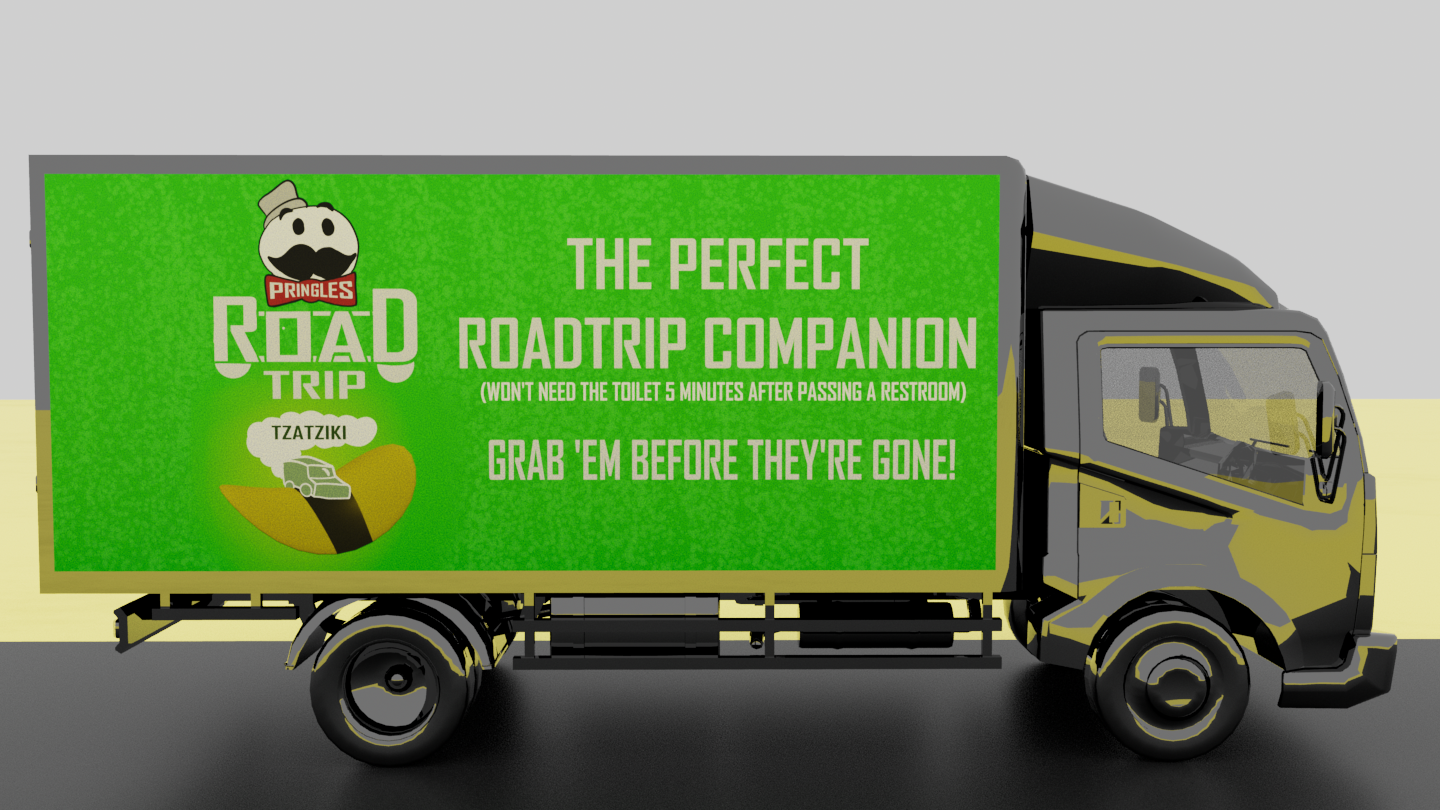 PRINGLES
ROAD
TRIP
TZATZIKI
THE PERFECT
ROADTRIP COMPANION
(WON'T NEED THE TOILET 5 MINUTES AFTER PASSING A RESTROOM)
GRAB 'EM BEFORE THEY'RE GONE!